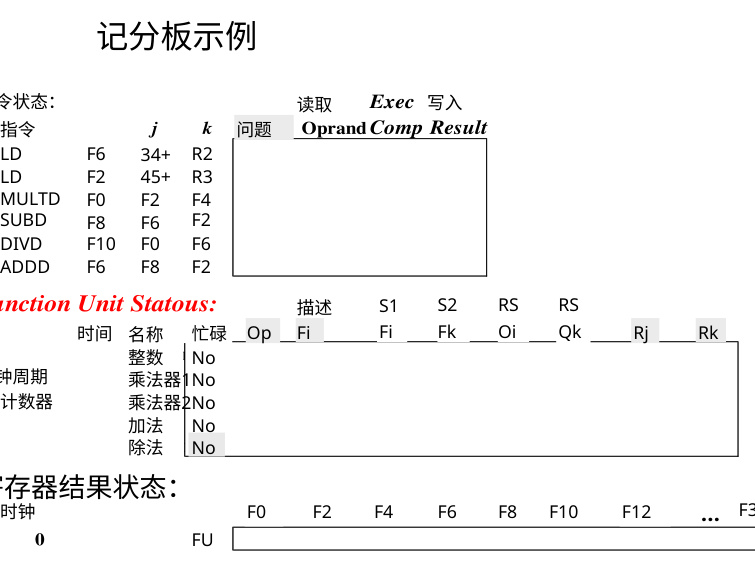 记分板示例
令状态：
读取 Exec 写入
指令 j k 问题 Oprand Comp Result
LD F6 34+ R2
LD F2 45+ R3
MULTD F0 F2 F4
SUBD F8 F6 F2
DIVD F10 F0 F6
ADDD F6 F8 F2
unction Unit Statous:
描述 S1 S2 RS RS
时间 名称 忙碌 Op Fi Fi Fk Oi Qk Rj Rk
整数 No
钟周期 乘法器1 No
计数器 乘法器2 No
加法 No
除法 No
寄存器结果状态：
时钟 F0 F2 F4 F6 F8 F10 F12 ... F3
0 FU